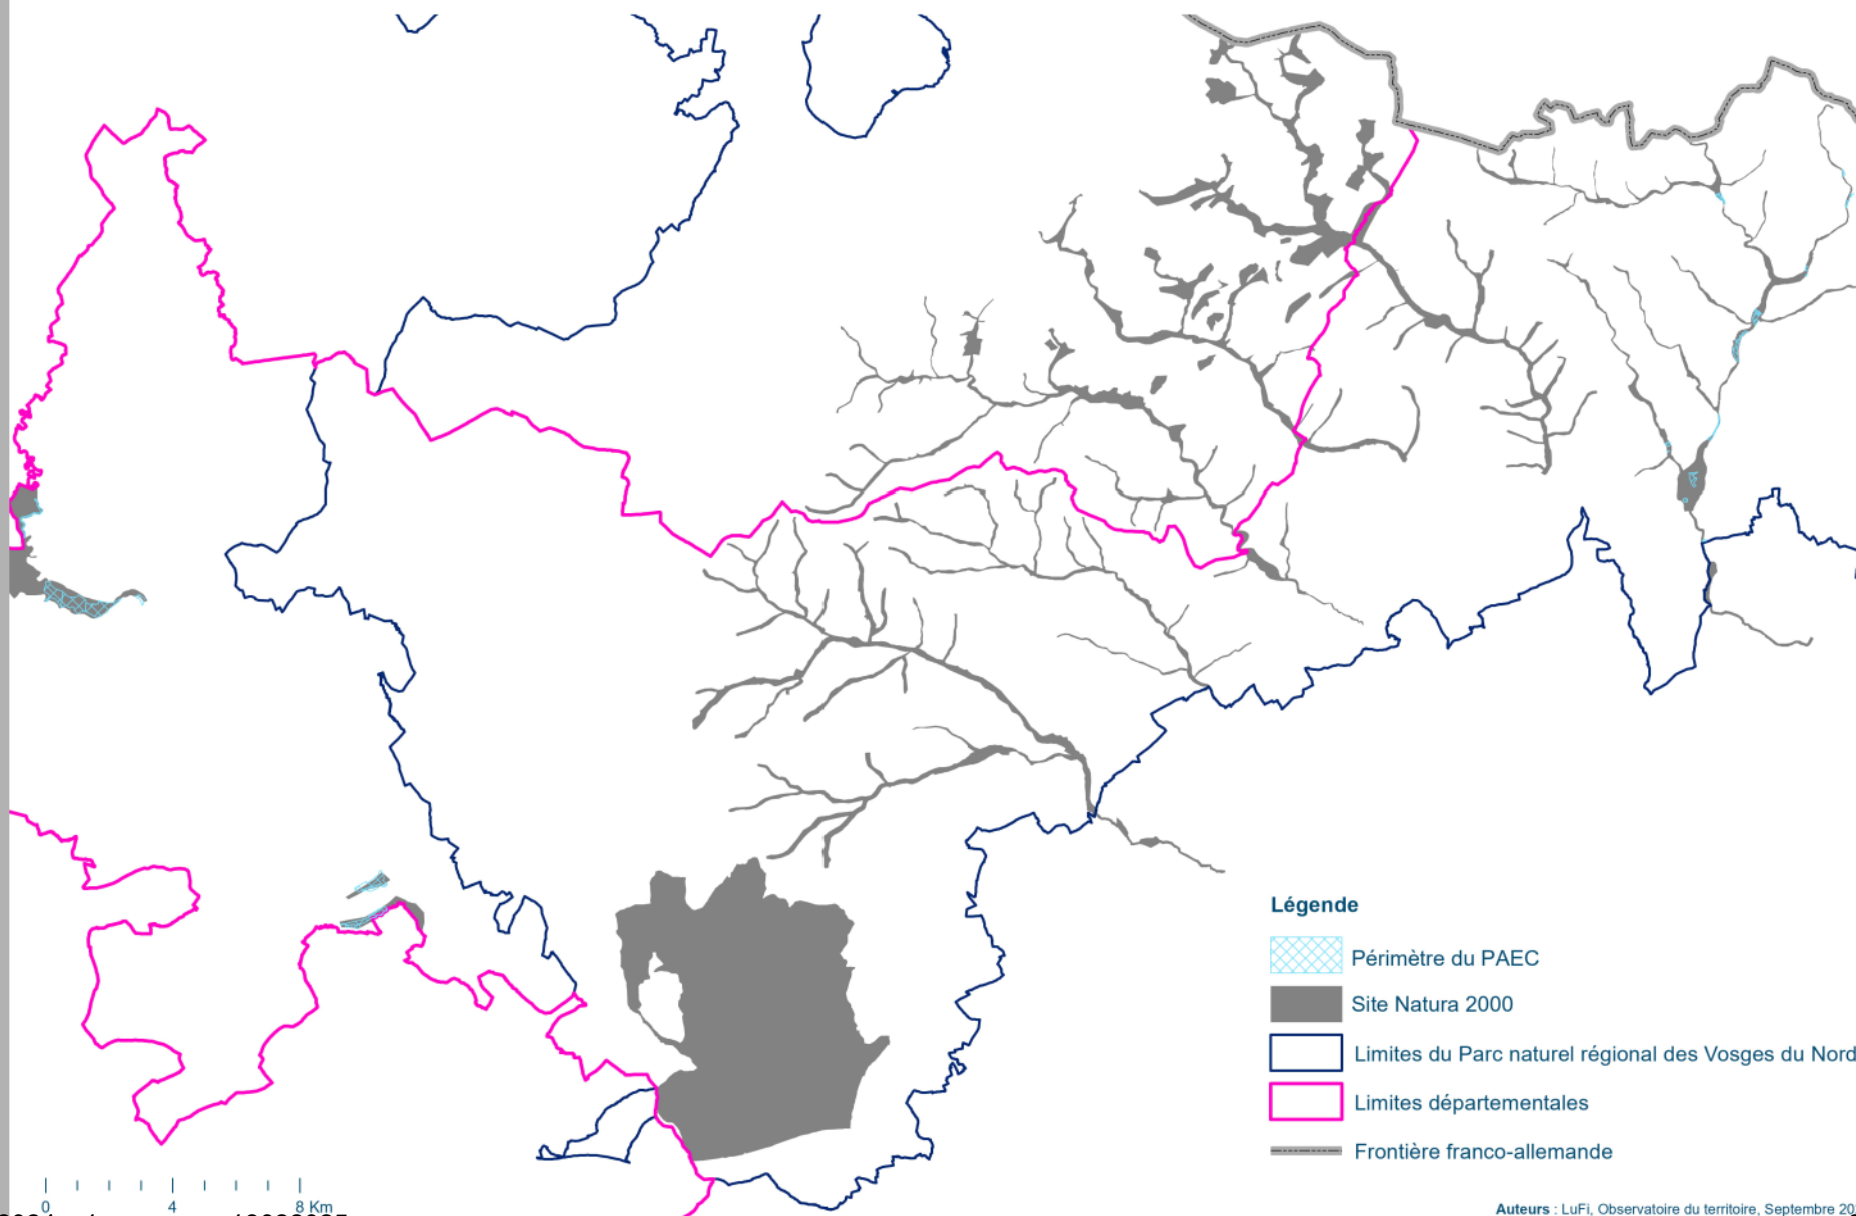 Légende
Périmètre du PAEC
Site Natura 2000
Limites du Parc naturel régional des Vosges du Nord
Limites départementales
Frontière franco-allemande
0 4 8 Km
Auteurs : LuFi, Observatoire du territoire, Septembre